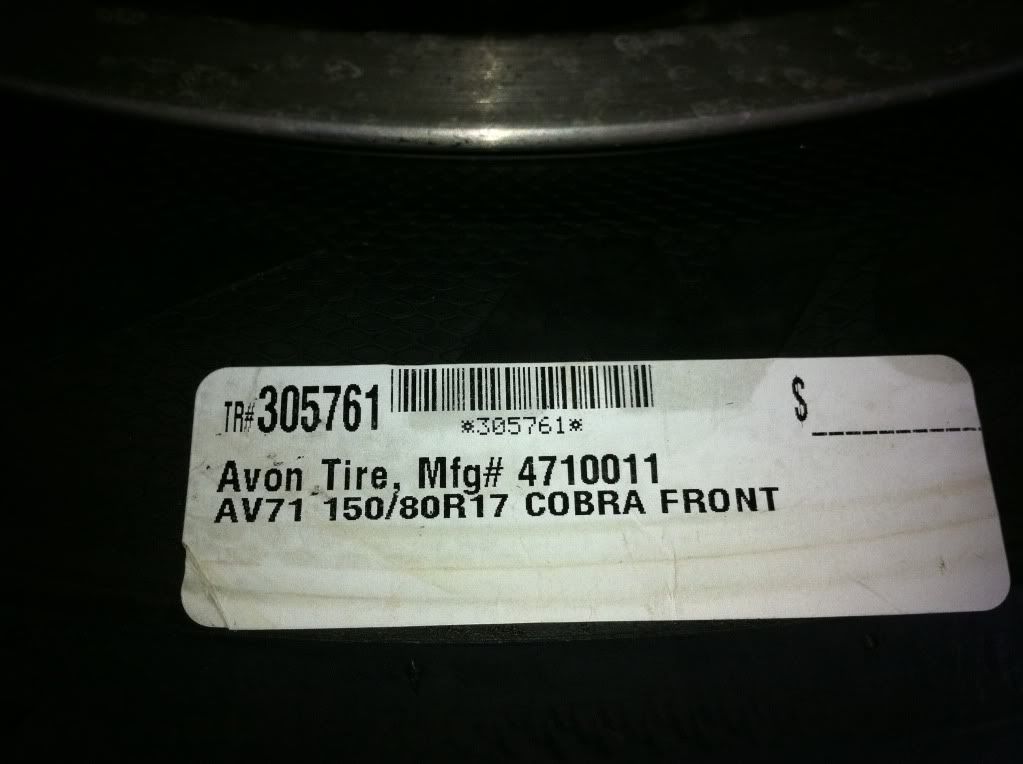 TR#305761
*305761*
$
Avon Tire, Mfg# 4710011
AV71 150/80R17 COBRA FRONT